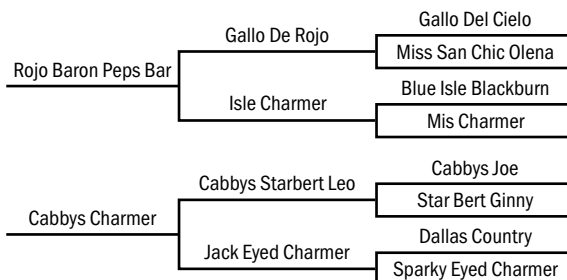 Gallo Del Cielo
Gallo De Rojo
Miss San Chic Olena
Rojo Baron Peps Bar
Blue Isle Blackburn
Isle Charmer
Mis Charmer
Cabbys Joe
Cabbys Starbert Leo
Star Bert Ginny
Cabbys Charmer
Dallas Country
Jack Eyed Charmer
Sparky Eyed Charmer